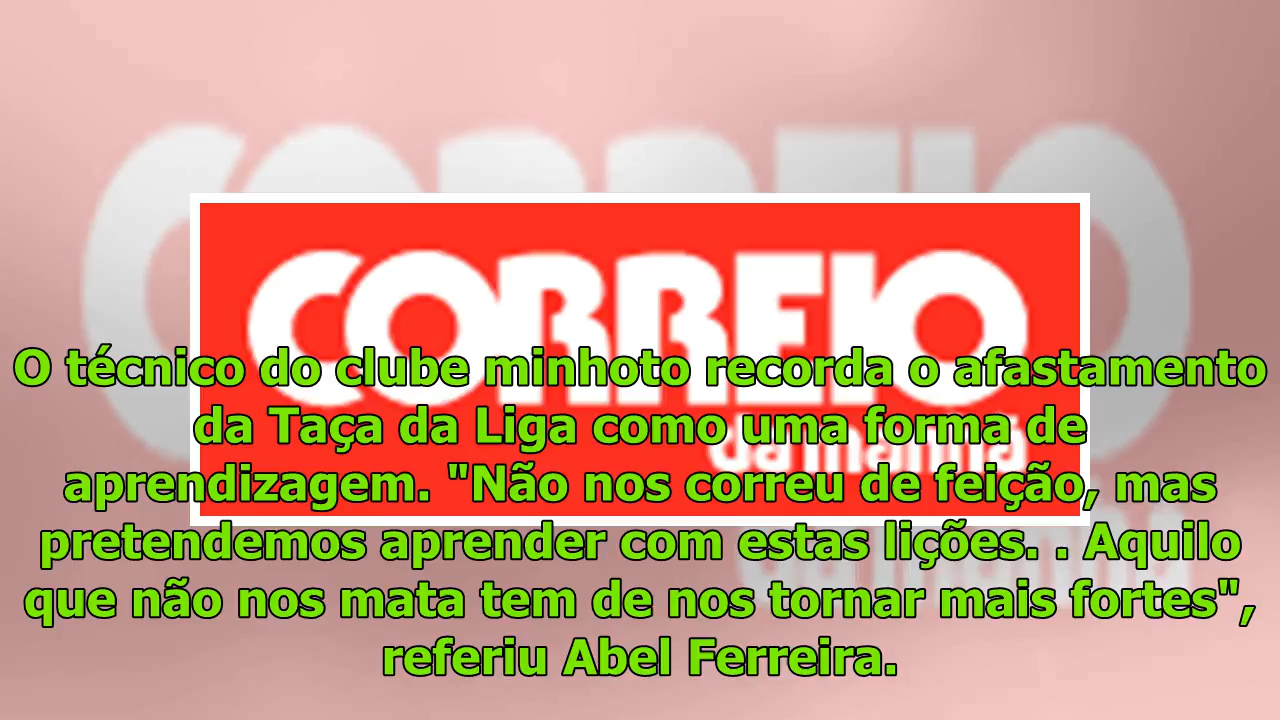 CORREIO
da manhã
O técnico do clube minhoto recorda o afastamento
da Taça da Liga como uma forma de
aprendizagem. "Não nos correu de feição, mas
pretendemos aprender com estas lições. . Aquilo
que não nos mata tem de nos tornar mais fortes",
referiu Abel Ferreira.